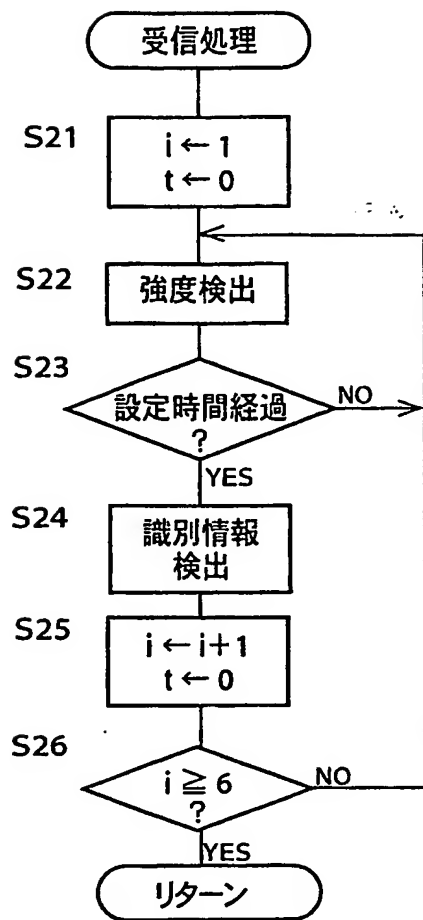 受信処理
S21
i ← 1
t ← 0
S22
強度検出
S23
設定時間経過
?
NO
YES
S24
識別情報
検出
S25
i ← i + 1
t ← 0
S26
i ≧ 6
?
NO
YES
リターン